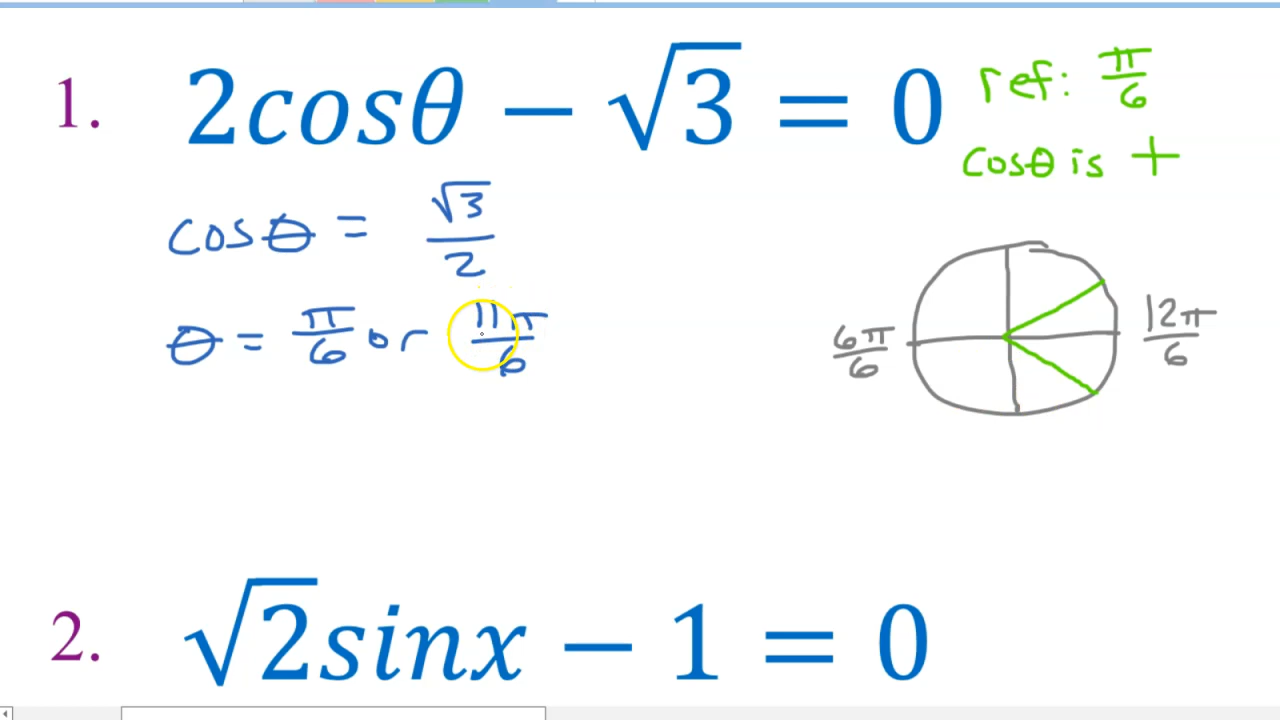 1. 2cosθ − √3 = 0
ref: π/6
cosθ is +
cosθ = √3/2
θ = π/6 or 11π/6
6π/6
12π/6
2. √2sinx − 1 = 0